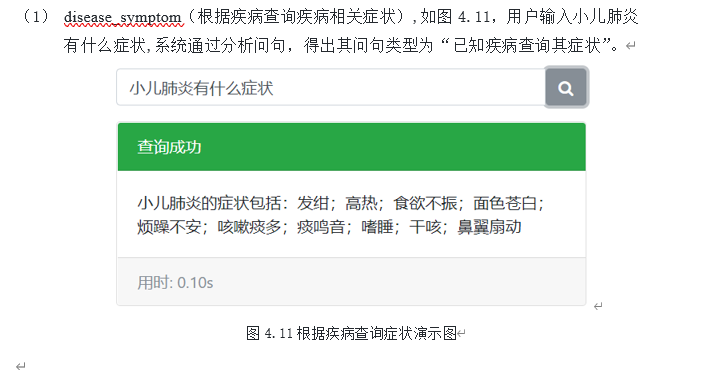 （1） disease_symptom（根据疾病查询疾病相关症状）,如图 4.11，用户输入小儿肺炎
有什么症状,系统通过分析问句，得出其问句类型为“已知疾病查询其症状”。
小儿肺炎有什么症状
查询成功
小儿肺炎的症状包括：发绀；高热；食欲不振；面色苍白；
烦躁不安；咳嗽痰多；痰鸣音；嗜睡；干咳；鼻翼扇动
用时: 0.10s
图 4.11 根据疾病查询症状演示图